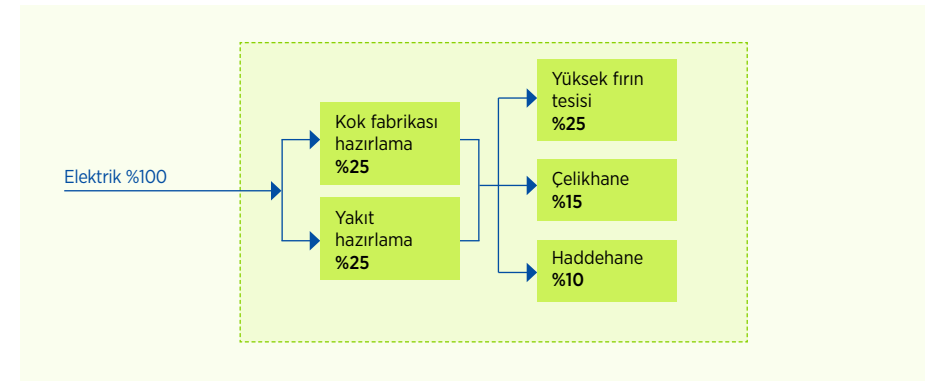 Elektrik %100
Kok fabrikası
hazırlama
%25
Yakıt
hazırlama
%25
Yüksek fırın
tesisi
%25
Çelikhane
%15
Haddehane
%10